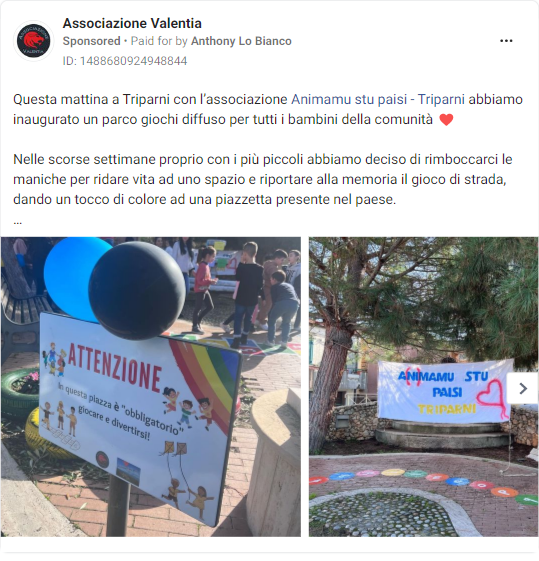 ASSOCIAZIONE
VALENTIA
Associazione Valentia
Sponsored • Paid for by Anthony Lo Bianco
ID: 1488680924948844
Questa mattina a Triparni con l'associazione Animamu stu paisi - Triparni abbiamo
inaugurato un parco giochi diffuso per tutti i bambini della comunità ❤️
Nelle scorse settimane proprio con i più piccoli abbiamo deciso di rimboccarci le
maniche per ridare vita ad uno spazio e riportare alla memoria il gioco di strada,
dando un tocco di colore ad una piazzetta presente nel paese.
...
ATTENZIONE
In questa piazza è "obbligatorio"
giocare e divertirsi!
ANIMAMU STU
PAISI
TRIPARNI